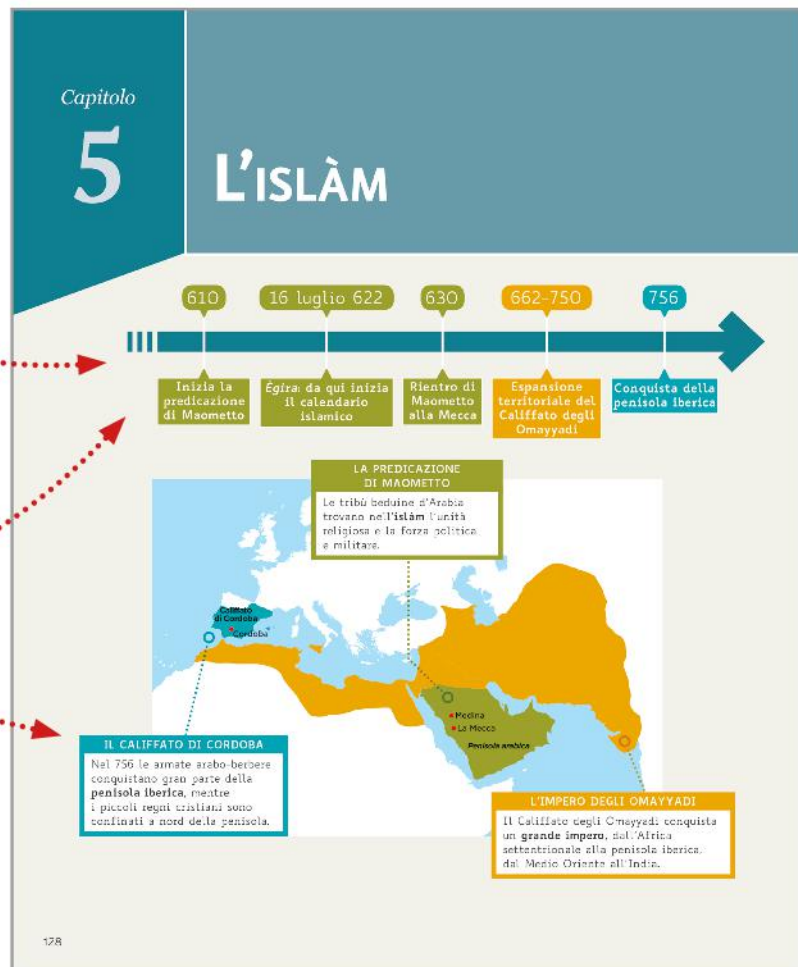 Capitolo
5
L'ISLÀM
610
16 luglio 622
630
662-750
756
Inizia la
predicazione
di Maometto
Ègira: da qui inizia
il calendario
islamico
Rientro di
Maometto
alla Mecca
Espansione
territoriale del
Califfato degli
Omayyadi
Conquista della
penisola iberica
LA PREDICAZIONE
DI MAOMETTO
Le tribù beduine d'Arabia
trovano nell'islàm l'unità
religiosa e la forza politica
e militare.
Califfato
di Cordoba
Cordoba
Medina
La Mecca
Penisola arabica
IL CALIFFATO DI CORDOBA
Nel 756 le armate arabo-berbere
conquistano gran parte della
penisola iberica, mentre
i piccoli regni cristiani sono
confinati a nord della penisola.
L'IMPERO DEGLI OMAYYADI
Il Califfato degli Omayyadi conquista
un grande impero, dall'Africa
settentrionale alla penisola iberica,
dal Medio Oriente all'India.
128